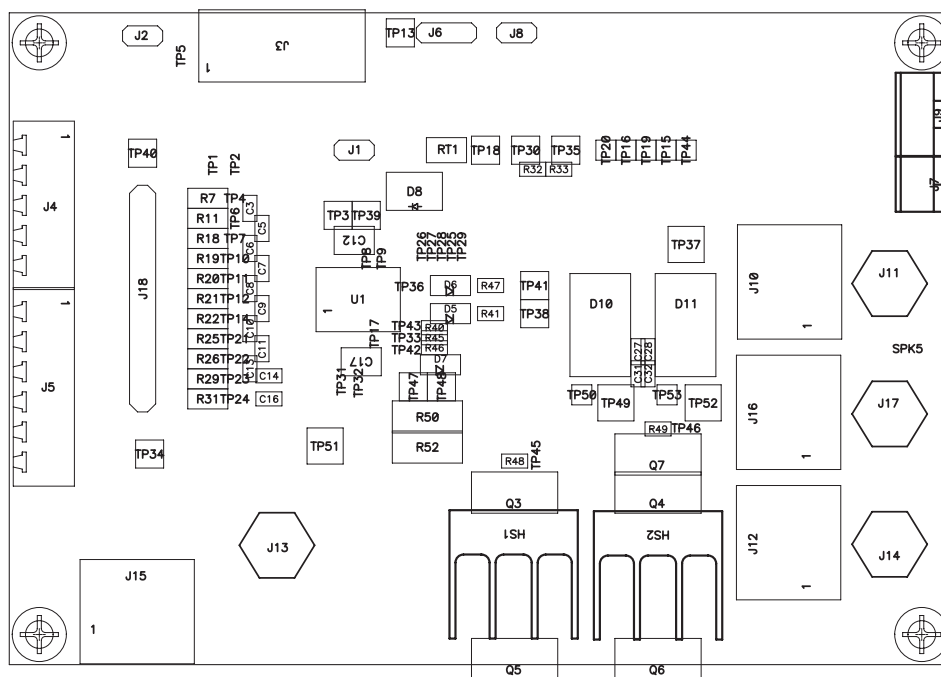 J2
TP5
J3
1
TP13
J6
J8
J9
J7
1
J4
TP40
TP1
TP2
J1
RT1
TP18
TP30
TP35
R32
R33
TP20
TP16
TP19
TP15
TP44
D8
R7
TP4
C3
R11
TP6
C5
R18
TP7
C6
R19
TP10
C7
R20
TP11
C8
R21
TP12
C9
R22
TP14
C10
R25
TP21
C11
R26
TP22
C13
R29
TP23
C14
R31
TP24
C16
TP3
TP39
C12
TP8
TP9
TP26
TP27
TP28
TP25
TP29
TP37
J18
U1
1
TP36
D6
R47
TP41
D5
R41
TP38
TP43
R40
TP33
R45
TP42
R46
TP17
C17
D7
TP31
TP32
TP47
TP48
D10
D11
C27
C28
C31
C32
J10
1
J11
SPK5
1
J5
TP34
TP51
R50
R52
TP50
TP49
TP53
TP52
R49
TP46
R48
TP45
Q7
Q3
Q4
J16
1
J17
HS1
HS2
J13
J12
1
J14
J15
1
Q5
Q6